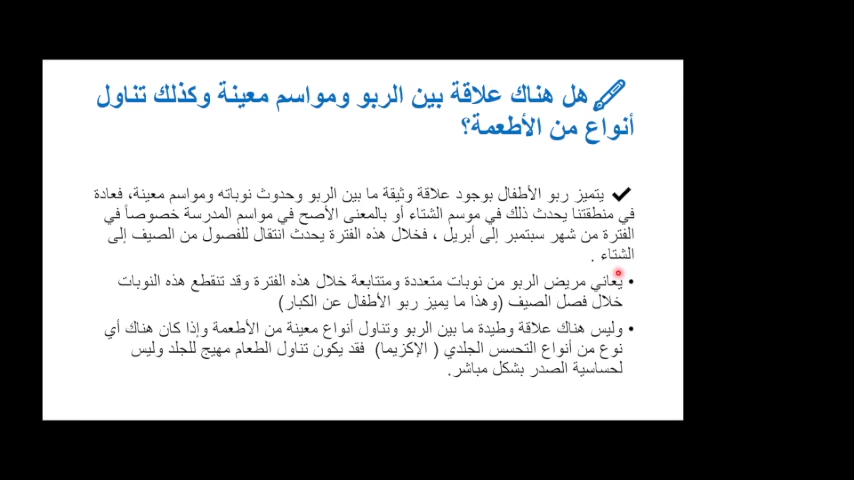 هل هناك علاقة بين الربو ومواسم معينة وكذلك تناول
أنواع من الأطعمة؟
يتميز ربو الأطفال بوجود علاقة وثيقة ما بين الربو وحدوث نوباته ومواسم معينة، فعادة
في منطقتنا يحدث ذلك في موسم الشتاء أو بالمعنى الأصح في مواسم المدرسة خصوصاً في
الفترة من شهر سبتمبر إلى أبريل ، فخلال هذه الفترة يحدث انتقال للفصول من الصيف إلى
الشتاء .
• يعاني مريض الربو من نوبات متعددة ومتتابعة خلال هذه الفترة وقد تنقطع هذه النوبات
خلال فصل الصيف (وهذا ما يميز ربو الأطفال عن الكبار)
• وليس هناك علاقة وطيدة ما بين الربو وتناول أنواع معينة من الأطعمة وإذا كان هناك أي
نوع من أنواع التحسس الجلدي ( الإكزيما) فقد يكون تناول الطعام مهيج للجلد وليس
لحساسية الصدر بشكل مباشر.